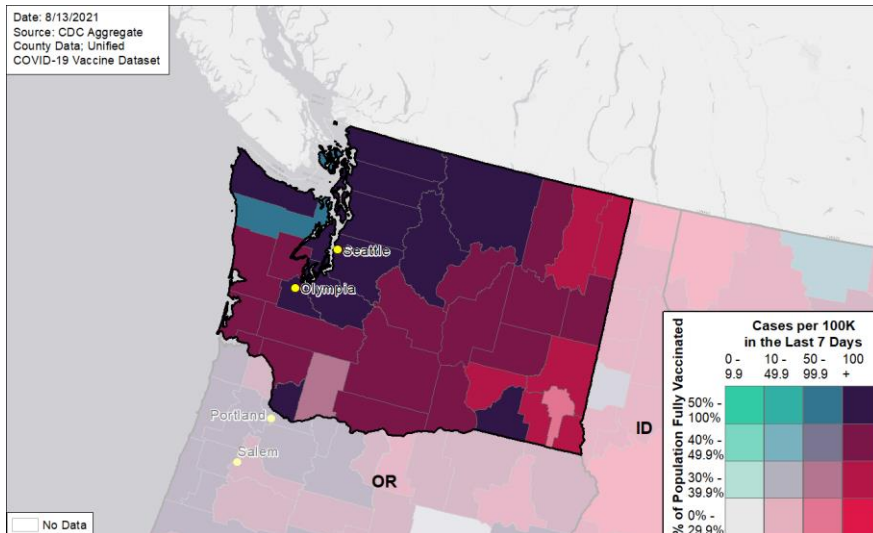 Date: 8/13/2021
Source: CDC Aggregate
County Data; Unified
COVID-19 Vaccine Dataset
Seattle
Olympia
Portland
Salem
OR
ID
No Data
Cases per 100K
in the Last 7 Days
0 - 10 - 50 - 100
9.9 49.9 99.9 +
% of Population Fully Vaccinated
50% -
100%
40% -
49.9%
30% -
39.9%
0% -
29.9%